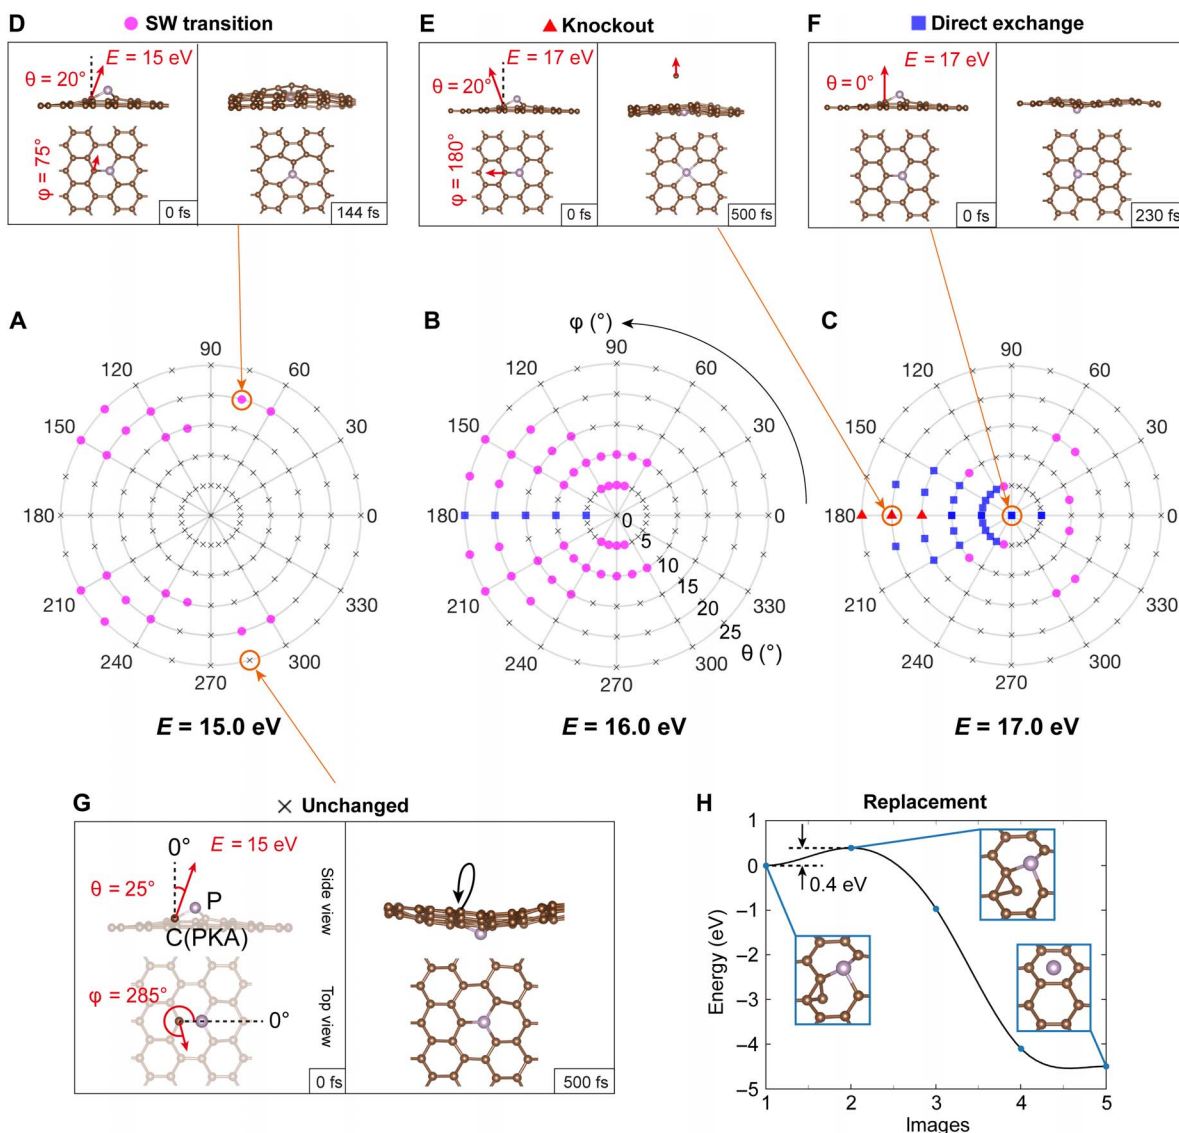 D SW transition
E = 15 eV
θ = 20°
φ = 75°
0 fs
144 fs
E Knockout
E = 17 eV
θ = 20°
φ = 180°
0 fs
500 fs
F Direct exchange
E = 17 eV
θ = 0°
0 fs
230 fs
A
90
120 60
150 30
180 0
210 330
240 300
270
E = 15.0 eV
B
φ (°)
90
120 60
150 30
180
0
5
10
15
20
25
θ (°)
210 330
240 300
270
E = 16.0 eV
C
90
120 60
150 30
180 0
210 330
240 300
270
E = 17.0 eV
G Unchanged
0°
E = 15 eV
θ = 25°
P
C(PKA)
Side view
φ = 285°
0°
Top view
0 fs
500 fs
H Replacement
Energy (eV)
1
0
–1
–2
–3
–4
–5
0.4 eV
1 2 3 4 5
Images